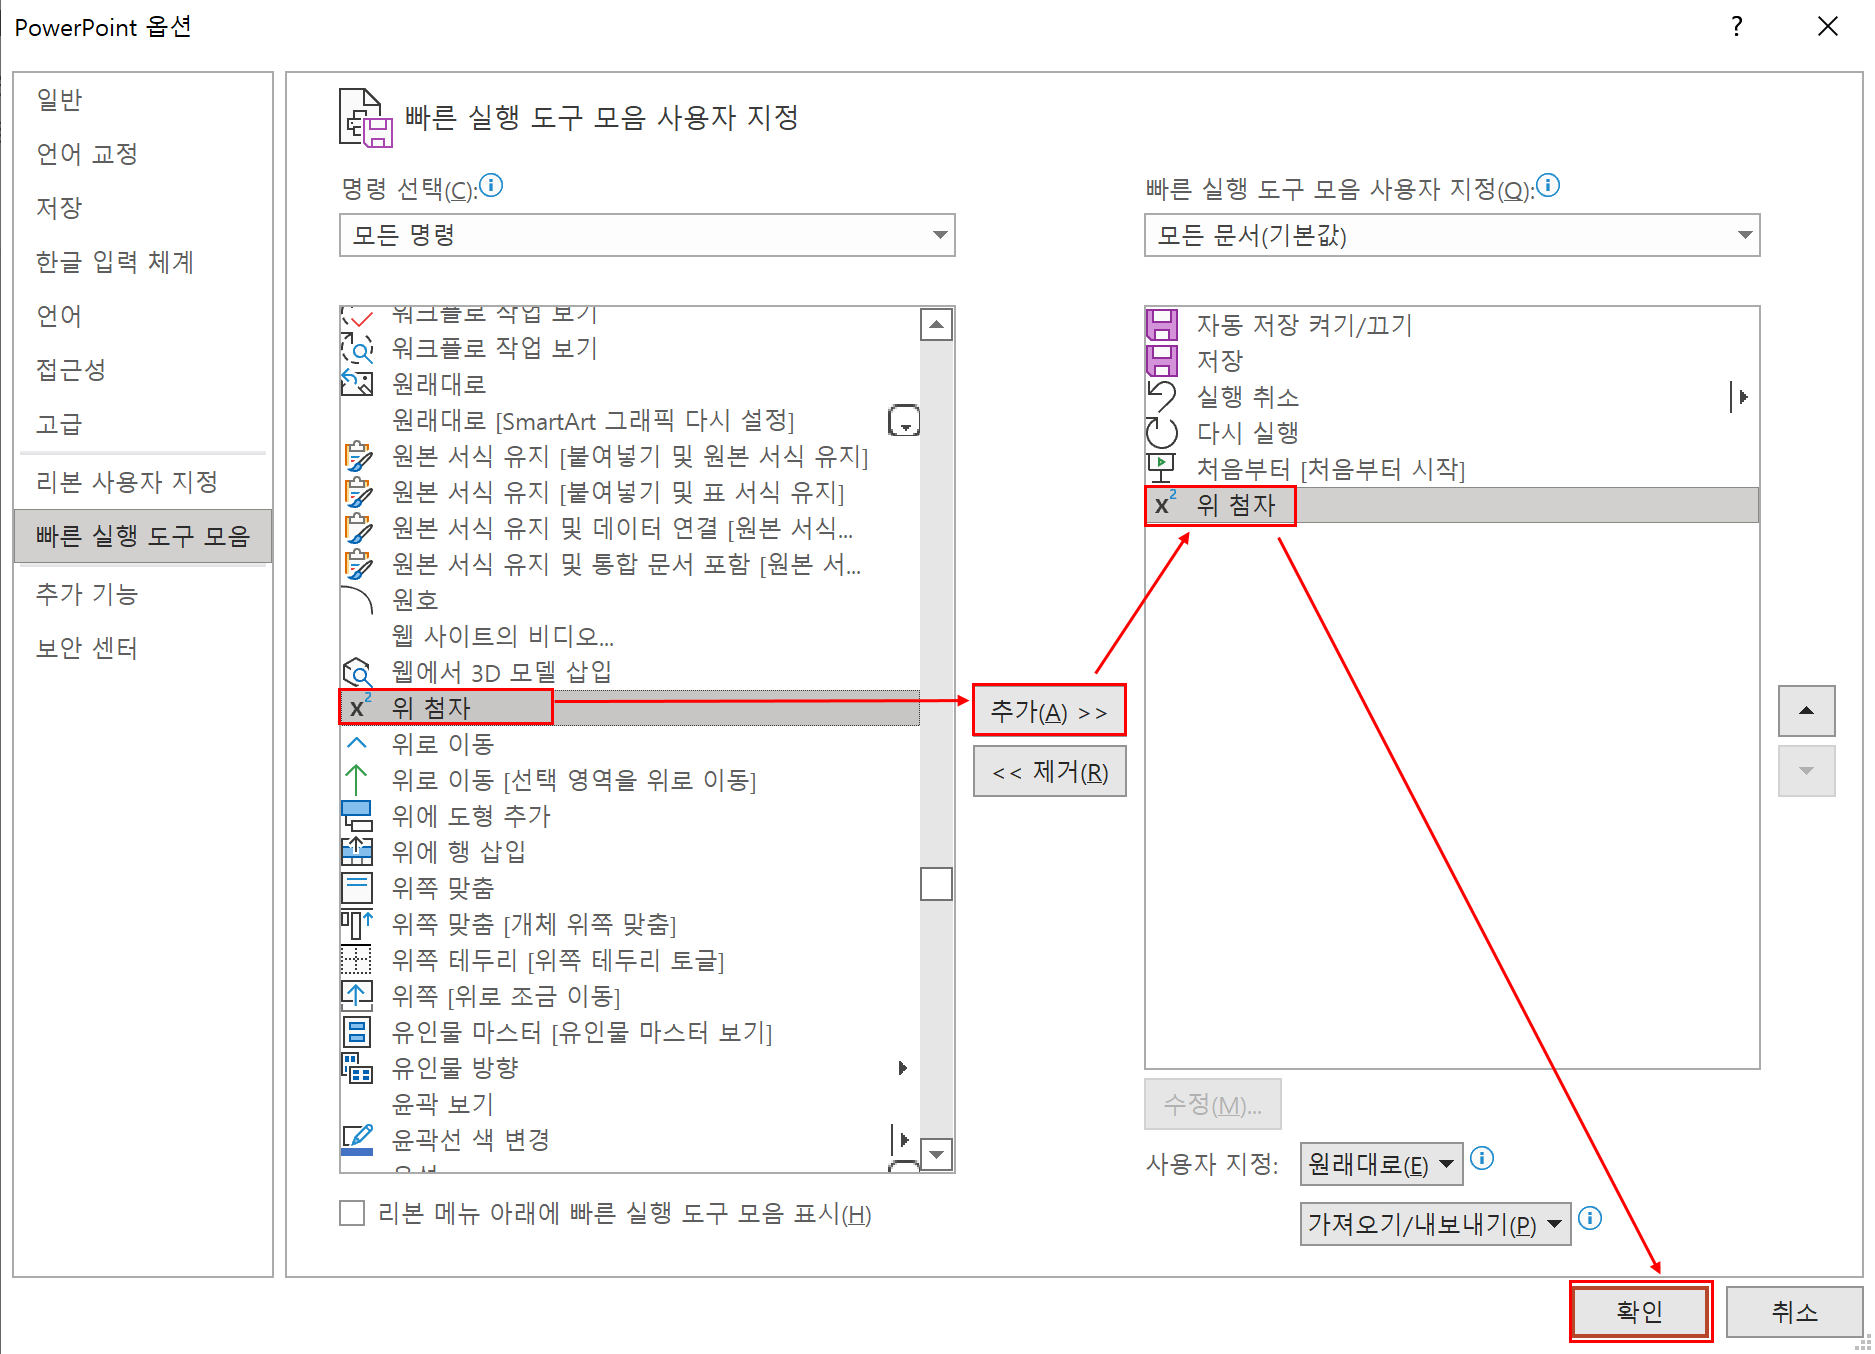 PowerPoint 옵션
?
일반
언어 교정
저장
한글 입력 체계
언어
접근성
고급
리본 사용자 지정
빠른 실행 도구 모음
추가 기능
보안 센터
빠른 실행 도구 모음 사용자 지정
명령 선택(C):
모든 명령
워크플로 작업 보기
워크플로 작업 보기
원래대로
원래대로 [SmartArt 그래픽 다시 설정]
원본 서식 유지 [붙여넣기 및 원본 서식 유지]
원본 서식 유지 [붙여넣기 및 표 서식 유지]
원본 서식 유지 및 데이터 연결 [원본 서식...
원본 서식 유지 및 통합 문서 포함 [원본 서...
원호
웹 사이트의 비디오...
웹에서 3D 모델 삽입
x² 위 첨자
위로 이동
위로 이동 [선택 영역을 위로 이동]
위에 도형 추가
위에 행 삽입
위쪽 맞춤
위쪽 맞춤 [개체 위쪽 맞춤]
위쪽 테두리 [위쪽 테두리 토글]
위쪽 [위로 조금 이동]
유인물 마스터 [유인물 마스터 보기]
유인물 방향
윤곽 보기
윤곽선 색 변경
리본 메뉴 아래에 빠른 실행 도구 모음 표시(H)
추가(A) >>
<< 제거(R)
빠른 실행 도구 모음 사용자 지정(Q):
모든 문서(기본값)
자동 저장 켜기/끄기
저장
실행 취소
다시 실행
처음부터 [처음부터 시작]
x² 위 첨자
수정(M)...
사용자 지정: 원래대로(E)
가져오기/내보내기(P)
확인
취소